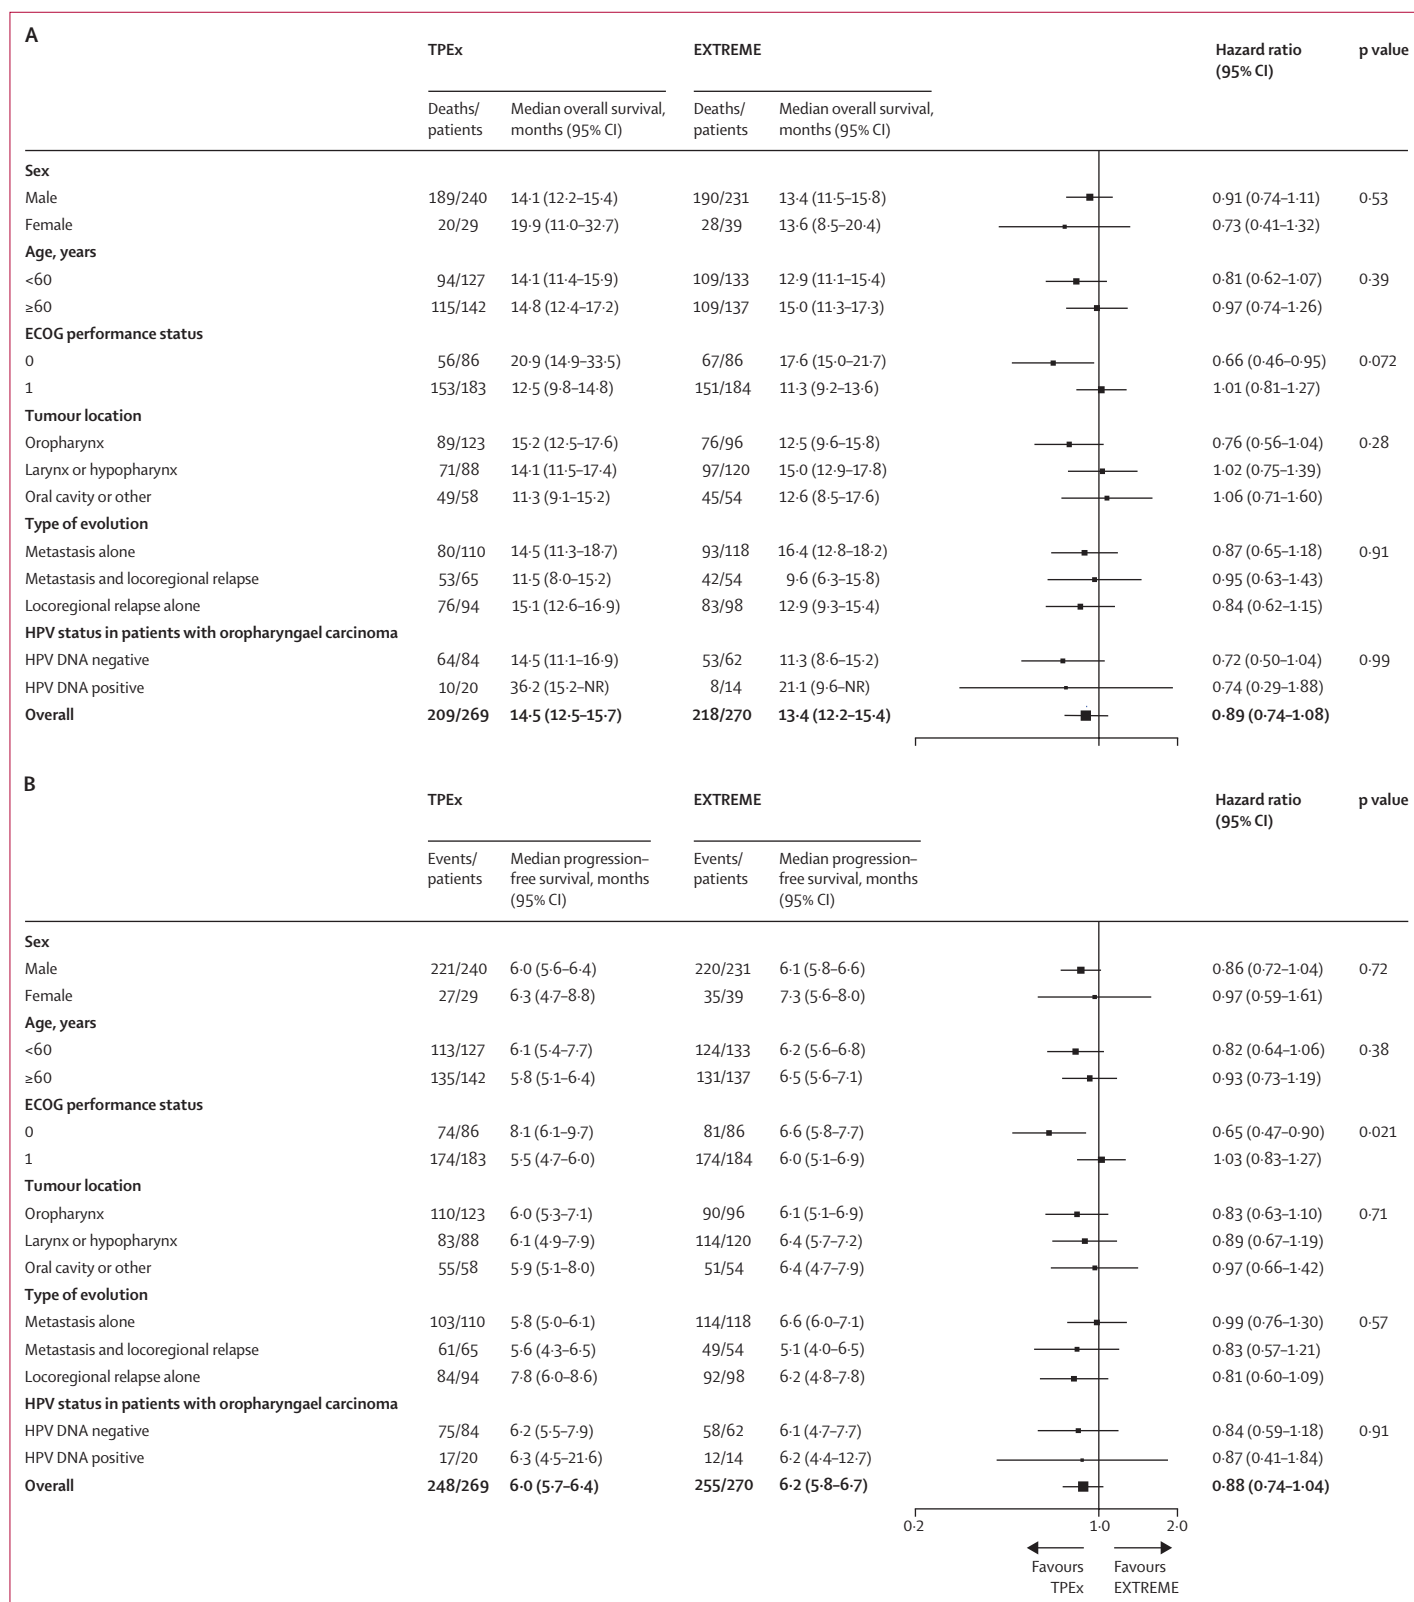 A
TPEx EXTREME Hazard ratio p value
(95% CI)
Deaths/ Median overall survival, Deaths/ Median overall survival,
patients months (95% CI) patients months (95% CI)
Sex
Male 189/240 14·1 (12·2–15·4) 190/231 13·4 (11·5–15·8) 0·91 (0·74–1·11) 0·53
Female 20/29 19·9 (11·0–32·7) 28/39 13·6 (8·5–20·4) 0·73 (0·41–1·32)
Age, years
<60 94/127 14·1 (11·4–15·9) 109/133 12·9 (11·1–15·4) 0·81 (0·62–1·07) 0·39
≥60 115/142 14·8 (12·4–17·2) 109/137 15·0 (11·3–17·3) 0·97 (0·74–1·26)
ECOG performance status
0 56/86 20·9 (14·9–33·5) 67/86 17·6 (15·0–21·7) 0·66 (0·46–0·95) 0·072
1 153/183 12·5 (9·8–14·8) 151/184 11·3 (9·2–13·6) 1·01 (0·81–1·27)
Tumour location
Oropharynx 89/123 15·2 (12·5–17·6) 76/96 12·5 (9·6–15·8) 0·76 (0·56–1·04) 0·28
Larynx or hypopharynx 71/88 14·1 (11·5–17·4) 97/120 15·0 (12·9–17·8) 1·02 (0·75–1·39)
Oral cavity or other 49/58 11·3 (9·1–15·2) 45/54 12·6 (8·5–17·6) 1·06 (0·71–1·60)
Type of evolution
Metastasis alone 80/110 14·5 (11·3–18·7) 93/118 16·4 (12·8–18·2) 0·87 (0·65–1·18) 0·91
Metastasis and locoregional relapse 53/65 11·5 (8·0–15·2) 42/54 9·6 (6·3–15·8) 0·95 (0·63–1·43)
Locoregional relapse alone 76/94 15·1 (12·6–16·9) 83/98 12·9 (9·3–15·4) 0·84 (0·62–1·15)
HPV status in patients with oropharyngael carcinoma
HPV DNA negative 64/84 14·5 (11·1–16·9) 53/62 11·3 (8·6–15·2) 0·72 (0·50–1·04) 0·99
HPV DNA positive 10/20 36·2 (15·2–NR) 8/14 21·1 (9·6–NR) 0·74 (0·29–1·88)
Overall 209/269 14·5 (12·5–15·7) 218/270 13·4 (12·2–15·4) 0·89 (0·74–1·08)
B
TPEx EXTREME Hazard ratio p value
(95% CI)
Events/ Median progression– Events/ Median progression–
patients free survival, months patients free survival, months
(95% CI) (95% CI)
Sex
Male 221/240 6·0 (5·6–6·4) 220/231 6·1 (5·8–6·6) 0·86 (0·72–1·04) 0·72
Female 27/29 6·3 (4·7–8·8) 35/39 7·3 (5·6–8·0) 0·97 (0·59–1·61)
Age, years
<60 113/127 6·1 (5·4–7·7) 124/133 6·2 (5·6–6·8) 0·82 (0·64–1·06) 0·38
≥60 135/142 5·8 (5·1–6·4) 131/137 6·5 (5·6–7·1) 0·93 (0·73–1·19)
ECOG performance status
0 74/86 8·1 (6·1–9·7) 81/86 6·6 (5·8–7·7) 0·65 (0·47–0·90) 0·021
1 174/183 5·5 (4·7–6·0) 174/184 6·0 (5·1–6·9) 1·03 (0·83–1·27)
Tumour location
Oropharynx 110/123 6·0 (5·3–7·1) 90/96 6·1 (5·1–6·9) 0·83 (0·63–1·10) 0·71
Larynx or hypopharynx 83/88 6·1 (4·9–7·9) 114/120 6·4 (5·7–7·2) 0·89 (0·67–1·19)
Oral cavity or other 55/58 5·9 (5·1–8·0) 51/54 6·4 (4·7–7·9) 0·97 (0·66–1·42)
Type of evolution
Metastasis alone 103/110 5·8 (5·0–6·1) 114/118 6·6 (6·0–7·1) 0·99 (0·76–1·30) 0·57
Metastasis and locoregional relapse 61/65 5·6 (4·3–6·5) 49/54 5·1 (4·0–6·5) 0·83 (0·57–1·21)
Locoregional relapse alone 84/94 7·8 (6·0–8·6) 92/98 6·2 (4·8–7·8) 0·81 (0·60–1·09)
HPV status in patients with oropharyngael carcinoma
HPV DNA negative 75/84 6·2 (5·5–7·9) 58/62 6·1 (4·7–7·7) 0·84 (0·59–1·18) 0·91
HPV DNA positive 17/20 6·3 (4·5–21·6) 12/14 6·2 (4·4–12·7) 0·87 (0·41–1·84)
Overall 248/269 6·0 (5·7–6·4) 255/270 6·2 (5·8–6·7) 0·88 (0·74–1·04)
0·2 1·0 2·0
Favours Favours
TPEx EXTREME